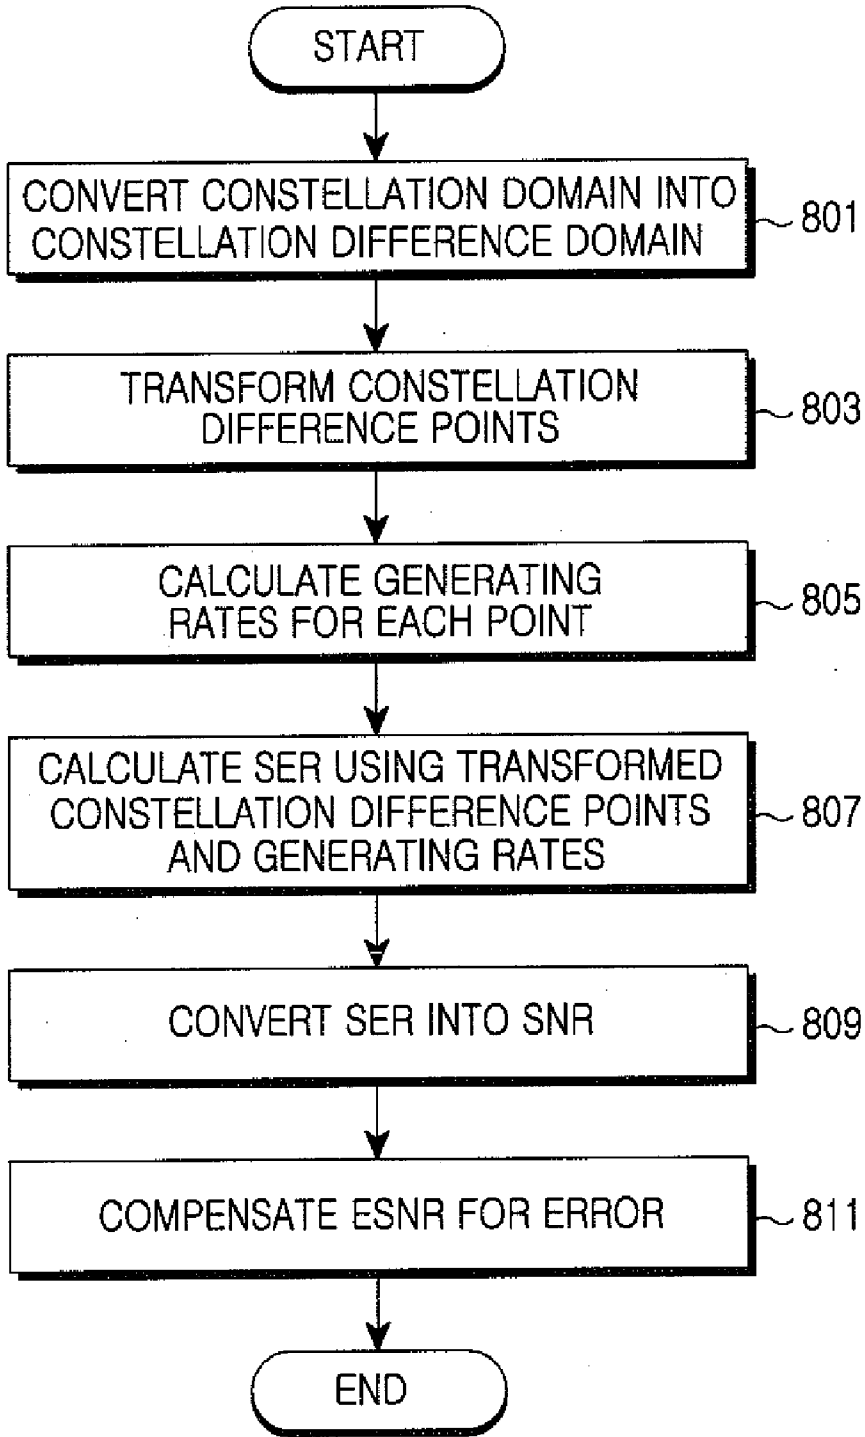 START
CONVERT CONSTELLATION DOMAIN INTO
CONSTELLATION DIFFERENCE DOMAIN
801
TRANSFORM CONSTELLATION
DIFFERENCE POINTS
803
CALCULATE GENERATING
RATES FOR EACH POINT
805
CALCULATE SER USING TRANSFORMED
CONSTELLATION DIFFERENCE POINTS
AND GENERATING RATES
807
CONVERT SER INTO SNR
809
COMPENSATE ESNR FOR ERROR
811
END